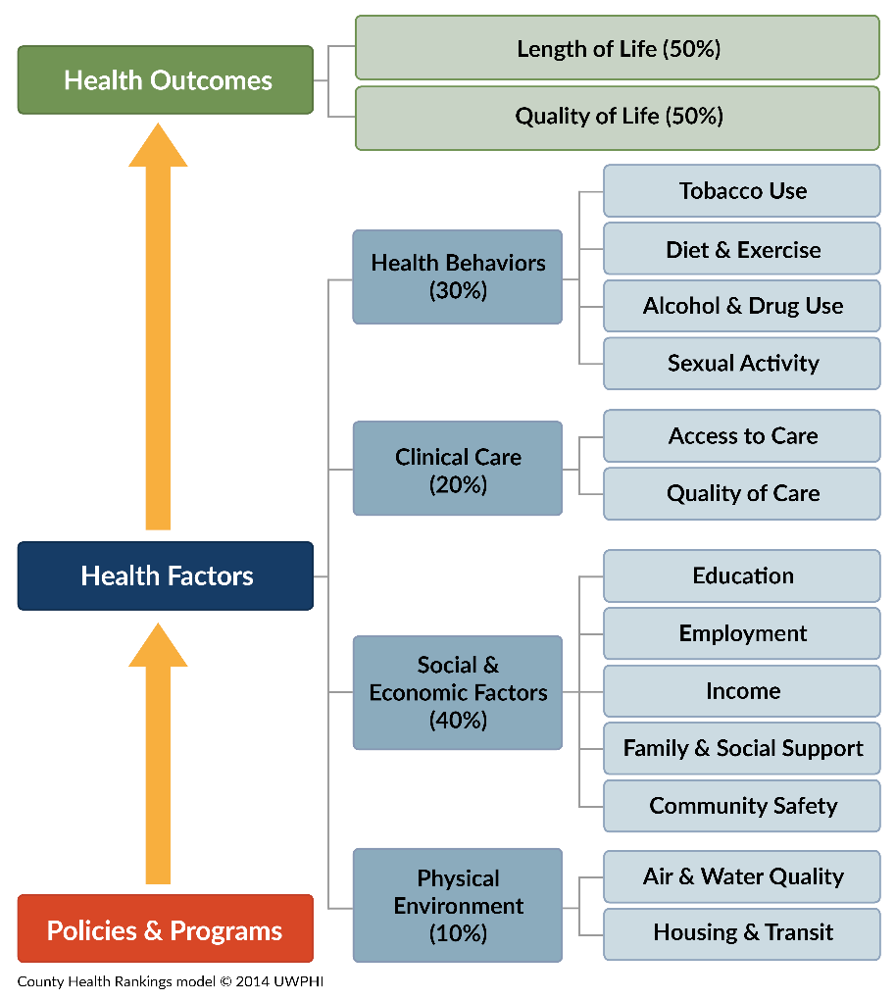 Health Outcomes
Length of Life (50%)
Quality of Life (50%)
Health Factors
Health Behaviors
(30%)
Tobacco Use
Diet & Exercise
Alcohol & Drug Use
Sexual Activity
Clinical Care
(20%)
Access to Care
Quality of Care
Social &
Economic Factors
(40%)
Education
Employment
Income
Family & Social Support
Community Safety
Physical
Environment
(10%)
Air & Water Quality
Housing & Transit
Policies & Programs
County Health Rankings model © 2014 UWPHI